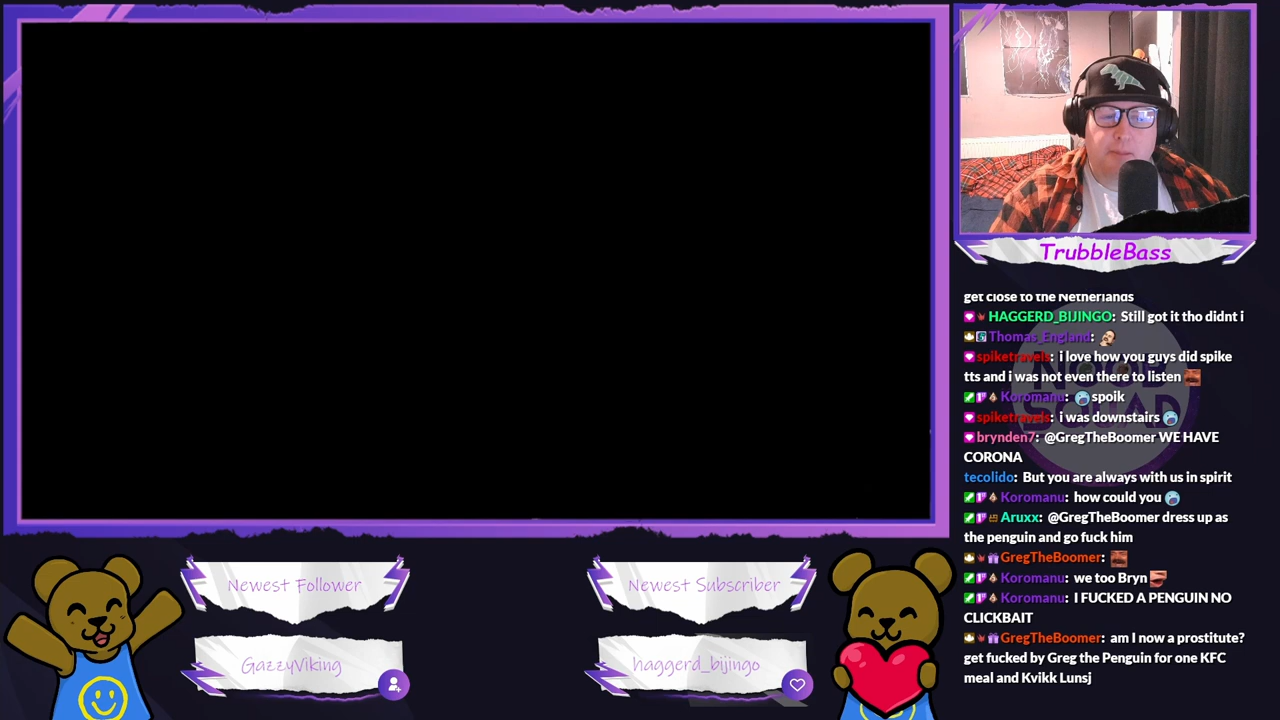 TrubbleBass
get close to the Netherlands
HAGGERD_BIJINGO: Still got it tho didnt i
Thomas_England:
spiketravels: i love how you guys did spike
tts and i was not even there to listen
Koromanu: spoik
spiketravels: i was downstairs
brynden7: @GregTheBoomer WE HAVE
CORONA
tecolido: But you are always with us in spirit
Koromanu: how could you
Aruxx: @GregTheBoomer dress up as
the penguin and go fuck him
GregTheBoomer:
Koromanu: we too Bryn
Koromanu: I FUCKED A PENGUIN NO
CLICKBAIT
GregTheBoomer: am I now a prostitute?
get fucked by Greg the Penguin for one KFC
meal and Kvikk Lunsj
NOOB
SQUAD
Newest Follower
GazzyViking
Newest Subscriber
haggerd_bijingo